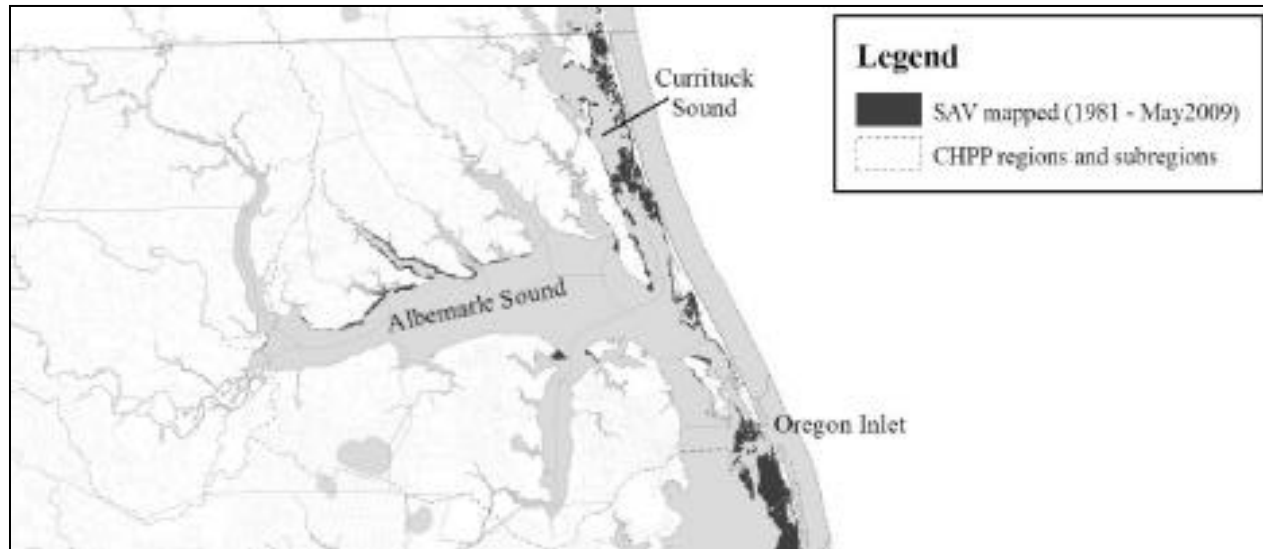 Legend
SAV mapped (1981 - May2009)
CHPP regions and subregions
Currituck
Sound
Albemarle Sound
Oregon Inlet